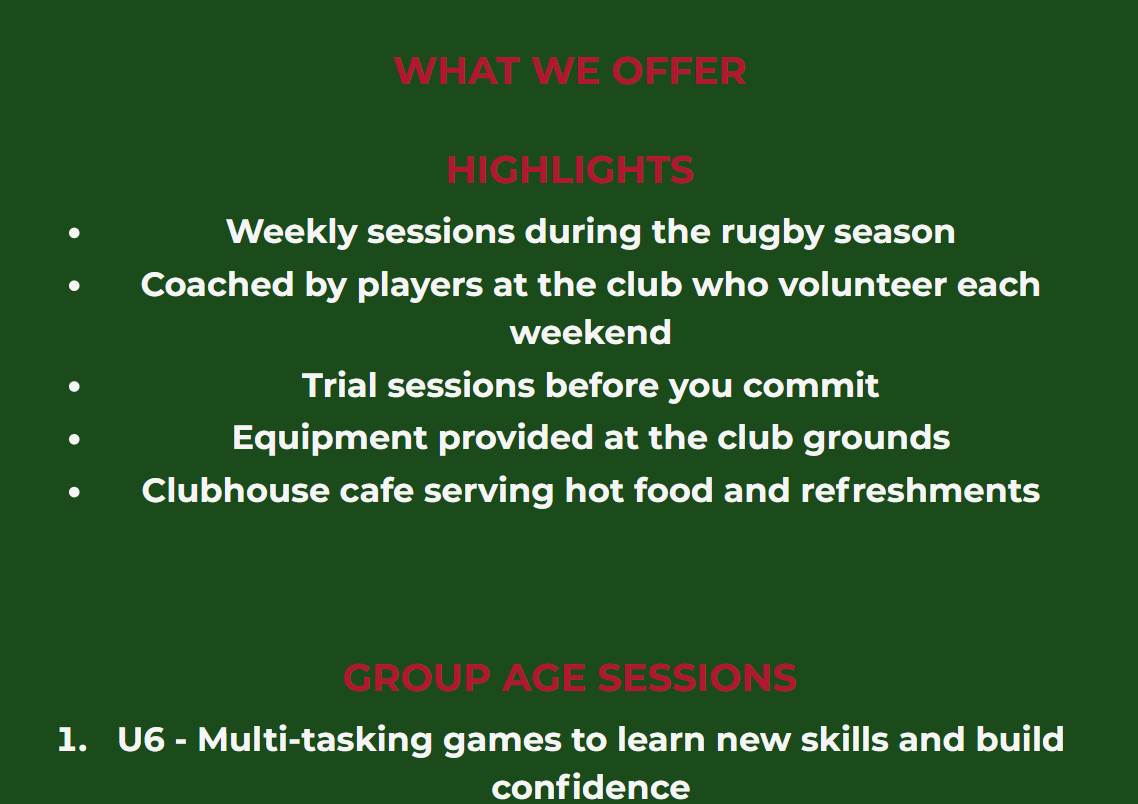 WHAT WE OFFER
HIGHLIGHTS
• Weekly sessions during the rugby season
• Coached by players at the club who volunteer each
weekend
• Trial sessions before you commit
• Equipment provided at the club grounds
• Clubhouse cafe serving hot food and refreshments
GROUP AGE SESSIONS
1. U6 - Multi-tasking games to learn new skills and build
confidence